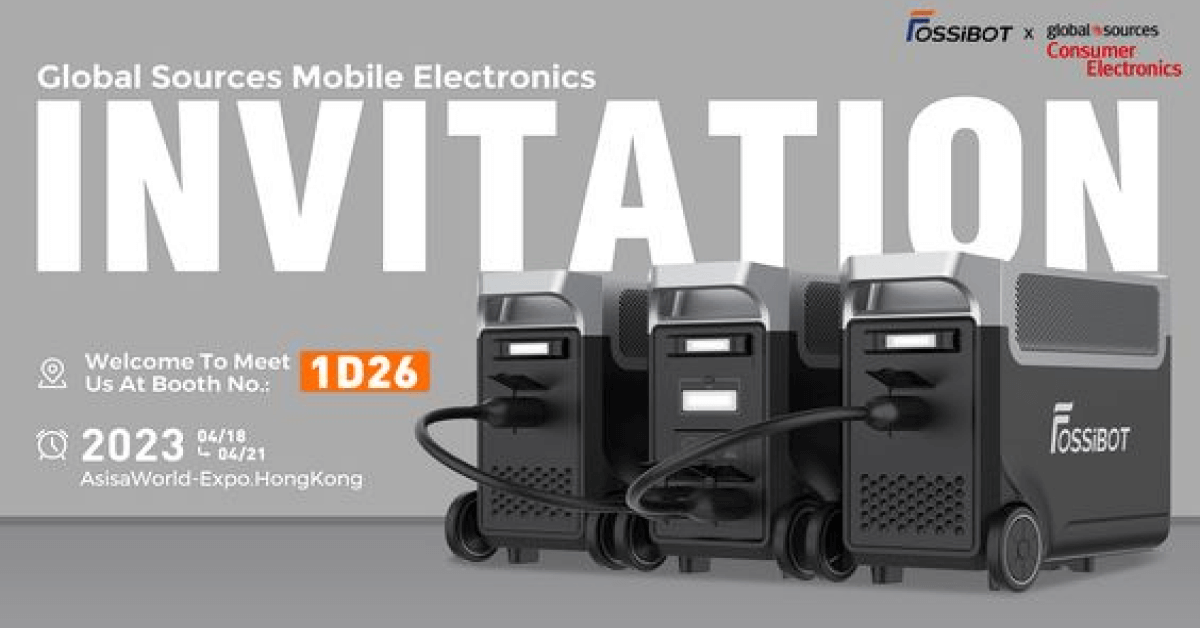 FOSSiBOT x global sources
Consumer
Electronics
Global Sources Mobile Electronics
INVITATION
Welcome To Meet
Us At Booth No.:
1D26
2023
04/18
04/21
AsisaWorld-Expo.HongKong
FOSSiBOT